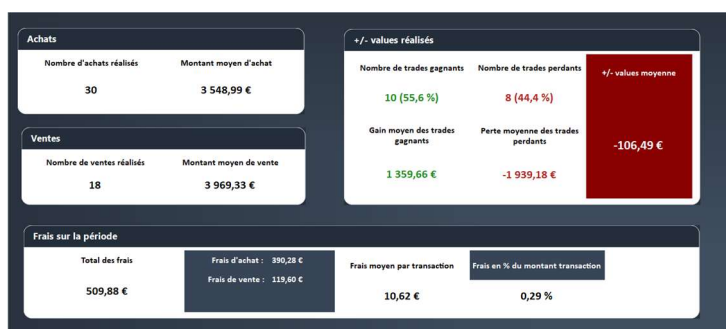 Achats
Nombre d'achats réalisés
Montant moyen d'achat
30
3 548,99 €
Ventes
Nombre de ventes réalisés
Montant moyen de vente
18
3 969,33 €
+/- values réalisés
Nombre de trades gagnants
Nombre de trades perdants
10 (55,6 %)
8 (44,4 %)
Gain moyen des trades
gagnants
Perte moyenne des trades
perdants
1 359,66 €
-1 939,18 €
+/- values moyenne
-106,49 €
Frais sur la période
Total des frais
509,88 €
Frais d'achat : 390,28 €
Frais de vente : 119,60 €
Frais moyen par transaction
10,62 €
Frais en % du montant transaction
0,29 %